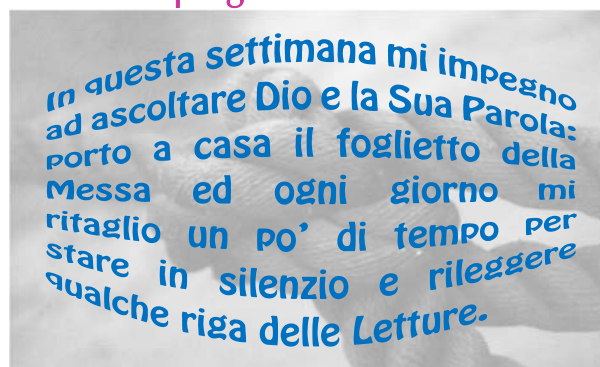 In questa settimana mi impegno
ad ascoltare Dio e la Sua Parola:
porto a casa il foglietto della
Messa ed ogni giorno mi
ritaglio un po’ di tempo per
stare in silenzio e rileggere
qualche riga delle Letture.